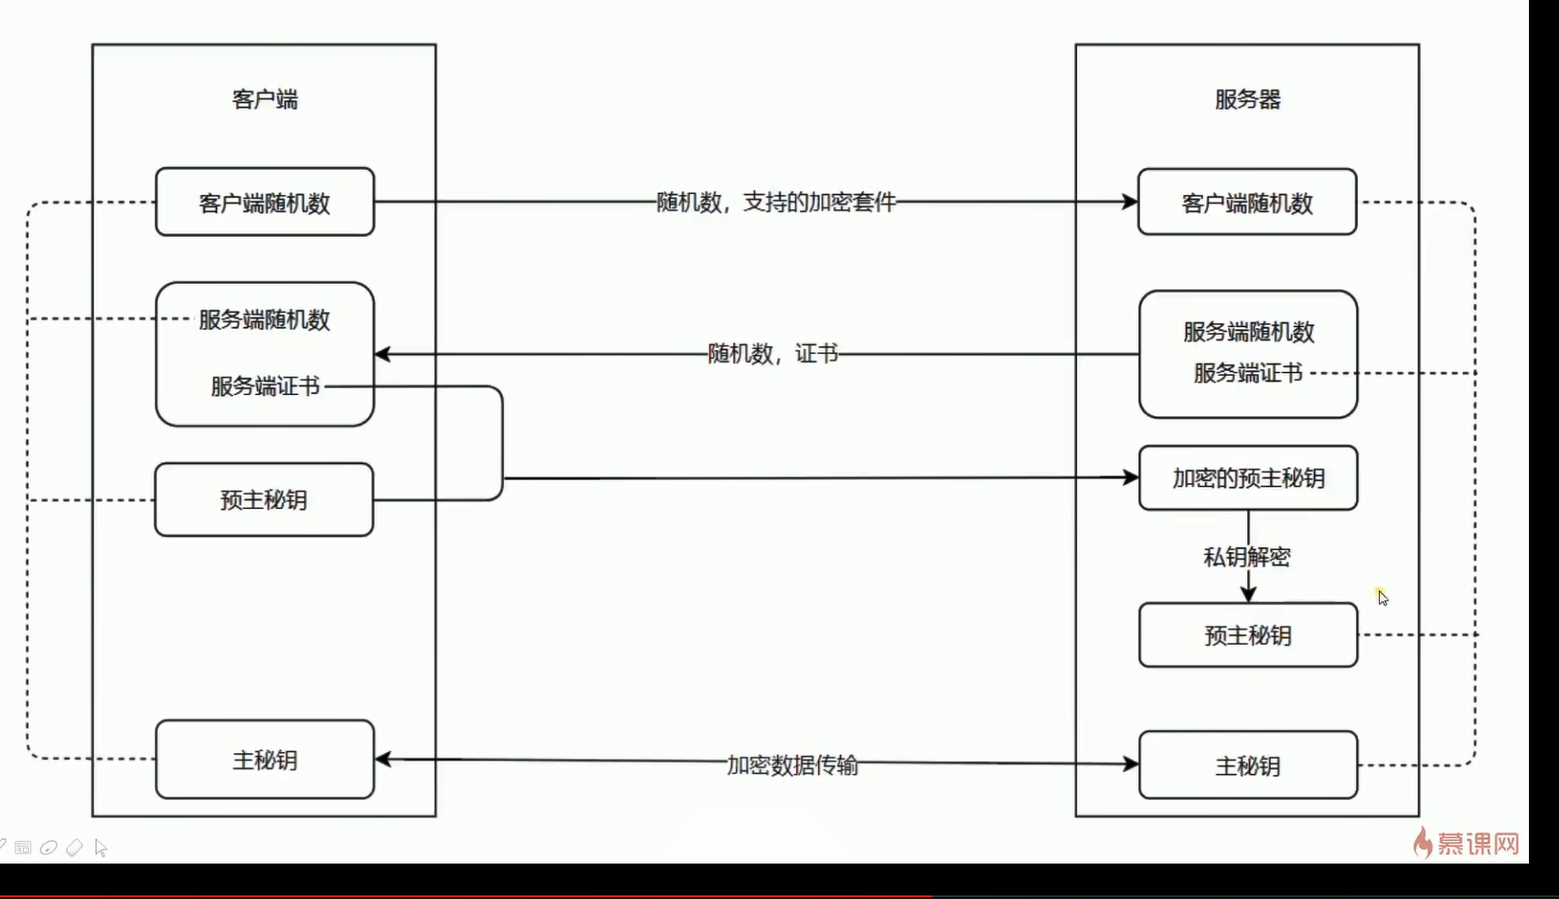 客户端
服务器
客户端随机数
随机数，支持的加密套件
客户端随机数
服务端随机数
服务端证书
随机数，证书
服务端随机数
服务端证书
预主秘钥
加密的预主秘钥
私钥解密
预主秘钥
主秘钥
加密数据传输
主秘钥
慕课网